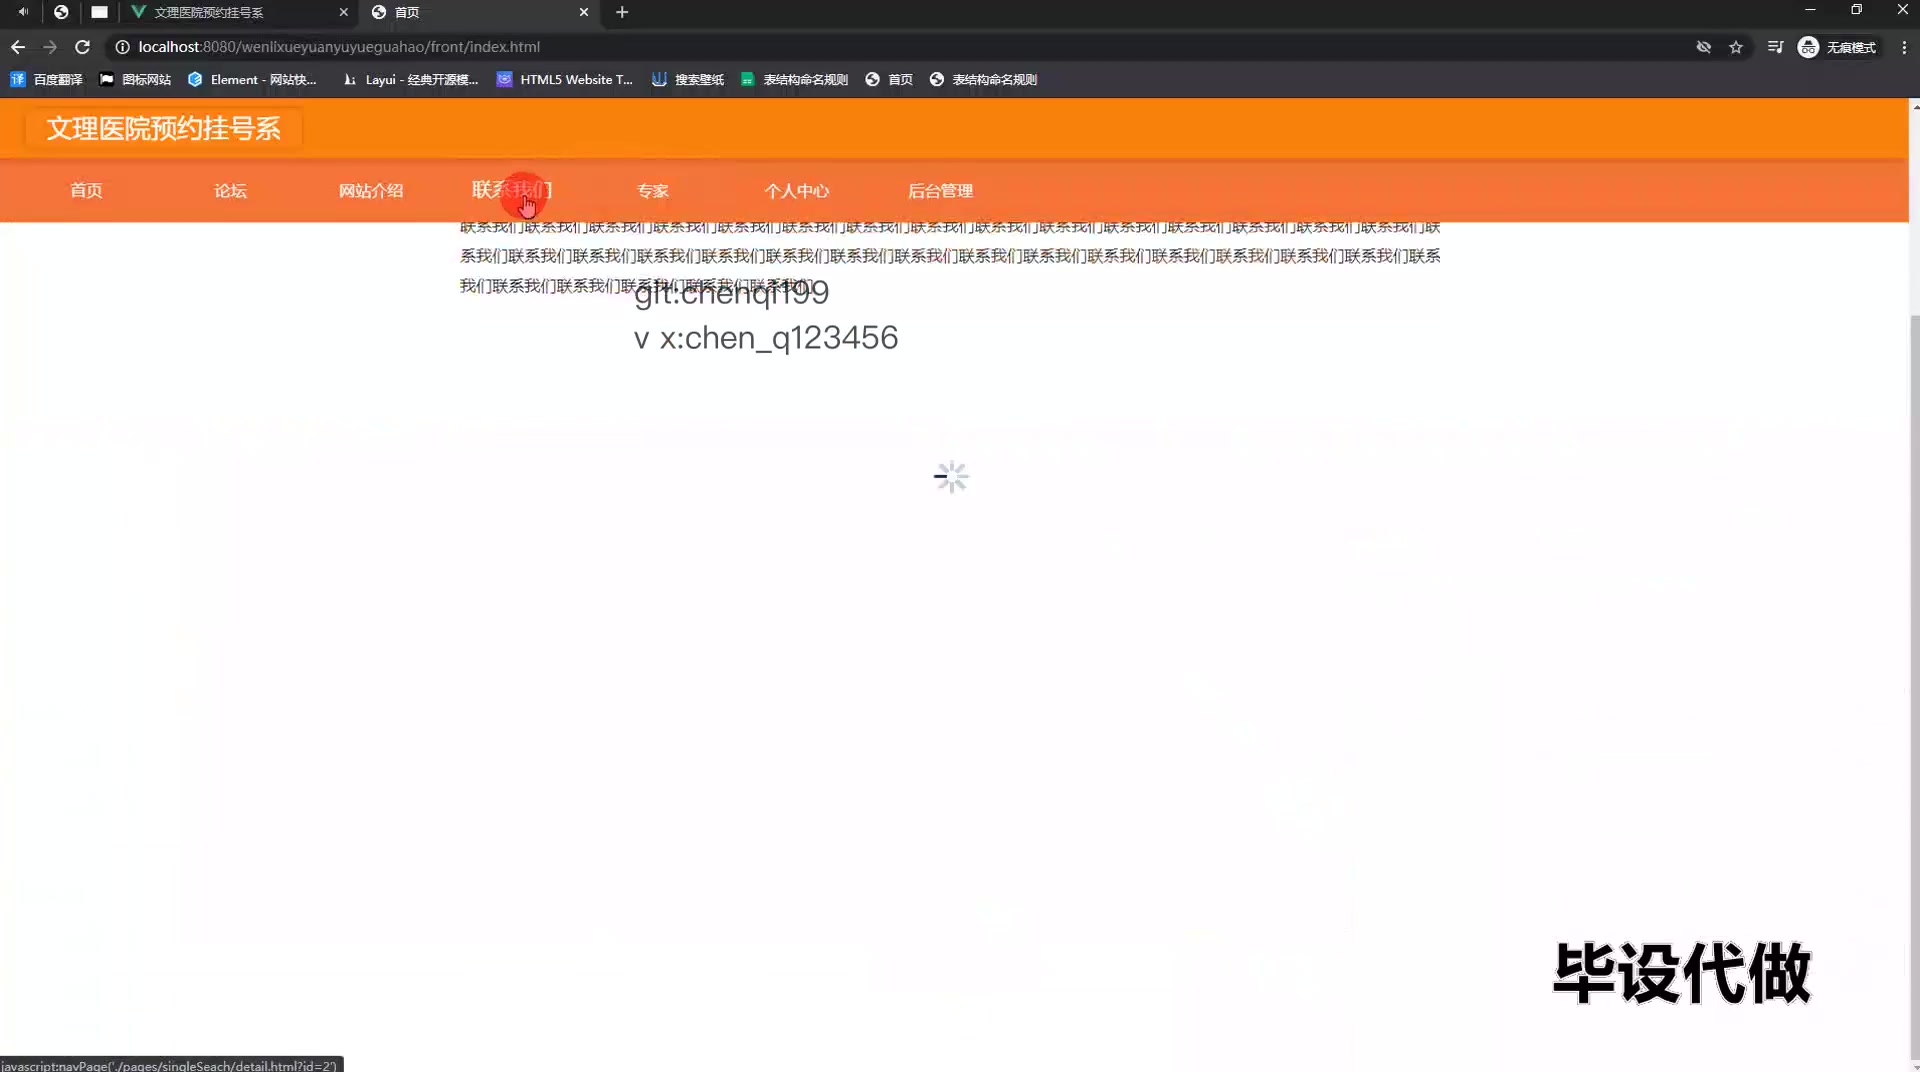 文理医院预约挂号系
首页
localhost:8080/wenlixueyuanyuyueguahao/front/index.html
无痕模式
百度翻译
图标网站
Element - 网站快...
Layui - 经典开源模...
HTML5 Website T...
搜索壁纸
表结构命名规则
首页
表结构命名规则
文理医院预约挂号系
首页
论坛
网站介绍
联系我们
专家
个人中心
后台管理
联系我们联系我们联系我们联系我们联系我们联系我们联系我们联系我们联系我们联系我们联系我们联系我们联系我们联系我们联系我们联
系我们联系我们联系我们联系我们联系我们联系我们联系我们联系我们联系我们联系我们联系我们联系我们联系我们联系我们联系我们联系
我们联系我们联系我们联系我们联系我们联系我们
git:chenqi199
v x:chen_q123456
毕设代做
javascript:navPage('./pages/singleSeach/detail.html?id=2')